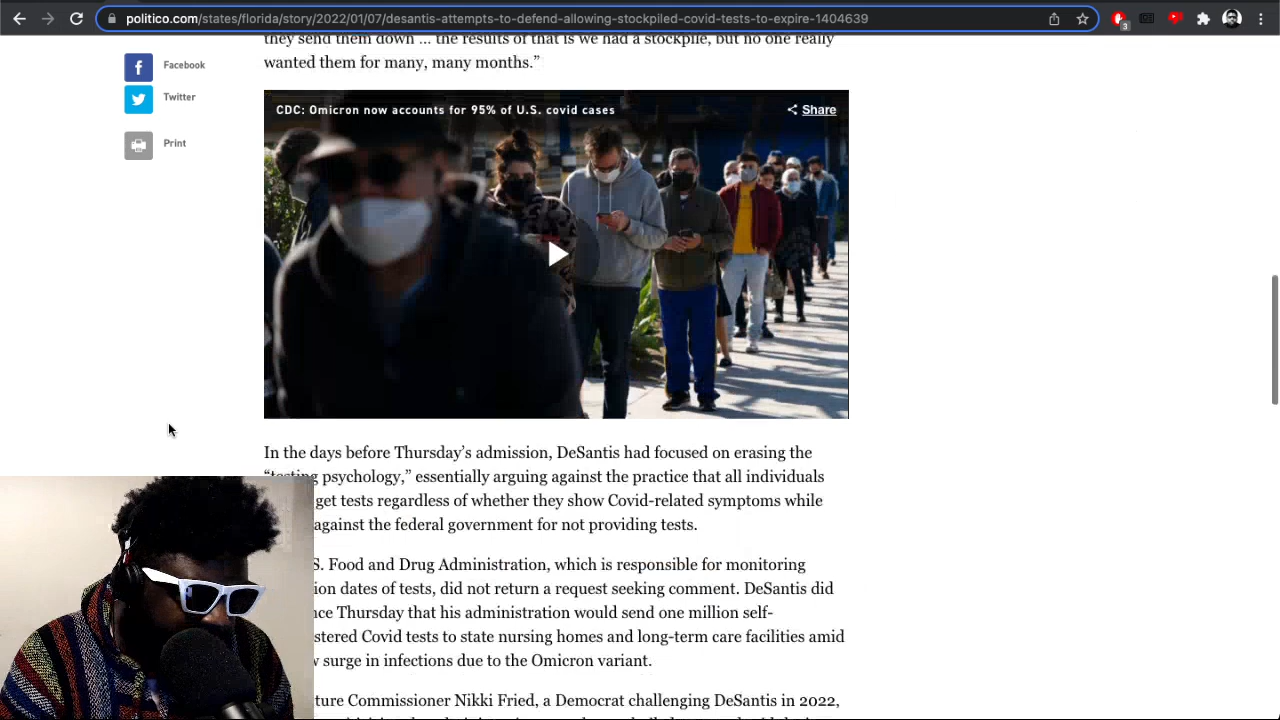 politico.com/states/florida/story/2022/01/07/desantis-attempts-to-defend-allowing-stockpiled-covid-tests-to-expire-1404639
3
they send them down ... the results of that is we had a stockpile, but no one really
wanted them for many, many months.”
Facebook
Twitter
Print
CDC: Omicron now accounts for 95% of U.S. covid cases
Share
In the days before Thursday’s admission, DeSantis had focused on erasing the
“testing psychology,” essentially arguing against the practice that all individuals
get tests regardless of whether they show Covid-related symptoms while
against the federal government for not providing tests.
S. Food and Drug Administration, which is responsible for monitoring
ion dates of tests, did not return a request seeking comment. DeSantis did
nce Thursday that his administration would send one million self-
stered Covid tests to state nursing homes and long-term care facilities amid
w surge in infections due to the Omicron variant.
ture Commissioner Nikki Fried, a Democrat challenging DeSantis in 2022,